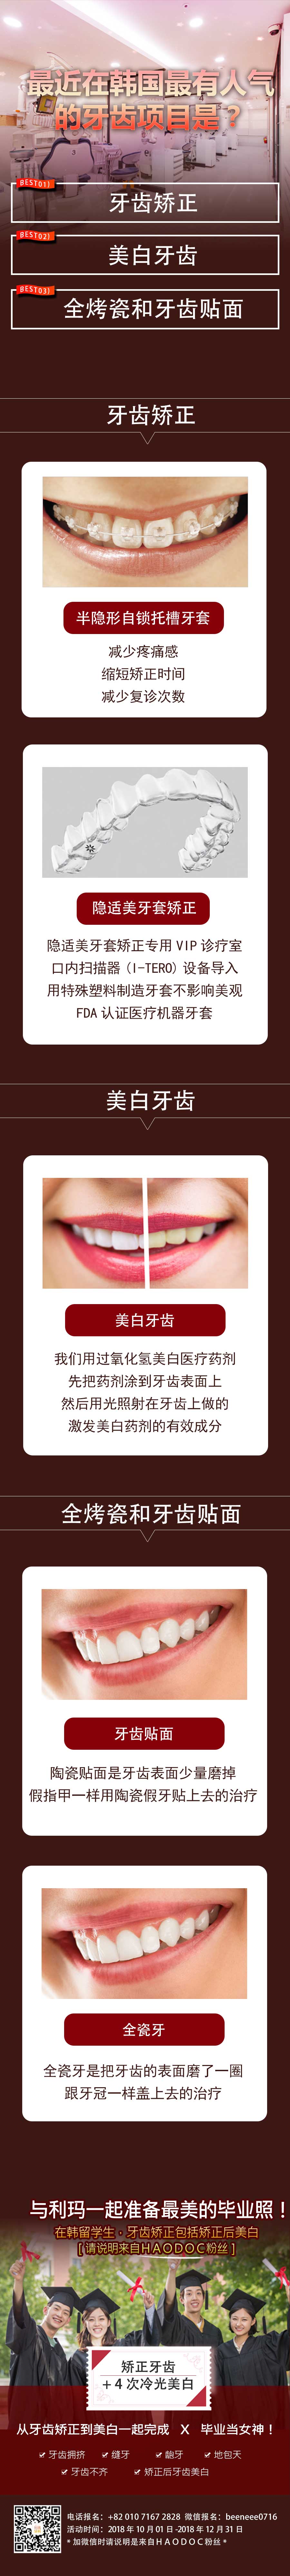 最近在韩国最有人气
的牙齿项目是？
BEST01)
牙齿矫正
BEST02)
美白牙齿
BEST03)
全烤瓷和牙齿贴面
牙齿矫正
半隐形自锁托槽牙套
减少疼痛感
缩短矫正时间
减少复诊次数
隐适美牙套矫正
隐适美牙套矫正专用 VIP 诊疗室
口内扫描器（I-TERO）设备导入
用特殊塑料制造牙套不影响美观
FDA 认证医疗机器牙套
美白牙齿
美白牙齿
我们用过氧化氢美白医疗药剂
先把药剂涂到牙齿表面上
然后用光照射在牙齿上做的
激发美白药剂的有效成分
全烤瓷和牙齿贴面
牙齿贴面
陶瓷贴面是牙齿表面少量磨掉
假指甲一样用陶瓷假牙贴上去的治疗
全瓷牙
全瓷牙是把牙齿的表面磨了一圈
跟牙冠一样盖上去的治疗
与利玛一起准备最美的毕业照！
在韩留学生 · 牙齿矫正包括矫正后美白
[ 请说明来自HAODOC粉丝 ]
矫正牙齿
＋4 次冷光美白
从牙齿矫正到美白一起完成 X 毕业当女神！
牙齿拥挤 缝牙 龅牙 地包天
牙齿不齐 矫正后牙齿美白
电话报名：+82 010 7167 2828 微信报名：beeneee0716
活动时间：2018 年 10 月 01 日 -2018 年 12 月 31 日
* 加微信时请说明是来自ＨＡＯＤＯＣ粉丝 *